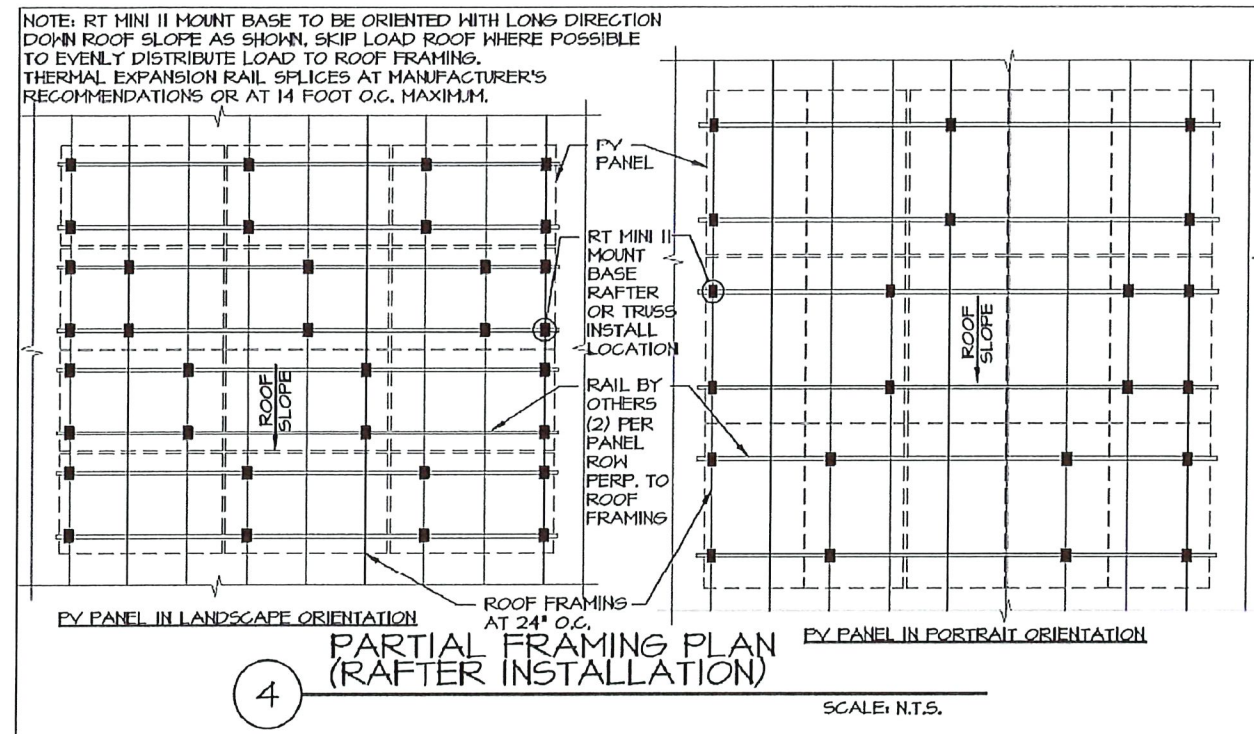 NOTE: RT MINI II MOUNT BASE TO BE ORIENTED WITH LONG DIRECTION
DOWN ROOF SLOPE AS SHOWN. SKIP LOAD ROOF WHERE POSSIBLE
TO EVENLY DISTRIBUTE LOAD TO ROOF FRAMING.
THERMAL EXPANSION RAIL SPLICES AT MANUFACTURER'S
RECOMMENDATIONS OR AT 14 FOOT O.C. MAXIMUM.
PV
PANEL
RT MINI II
MOUNT
BASE
RAFTER
OR TRUSS
INSTALL
LOCATION
RAIL BY
OTHERS
(2) PER
PANEL
ROW
PERP. TO
ROOF
FRAMING
ROOF
SLOPE
ROOF
SLOPE
ROOF FRAMING
AT 24" O.C.
PV PANEL IN LANDSCAPE ORIENTATION
PV PANEL IN PORTRAIT ORIENTATION
4
PARTIAL FRAMING PLAN
(RAFTER INSTALLATION)
SCALE: N.T.S.